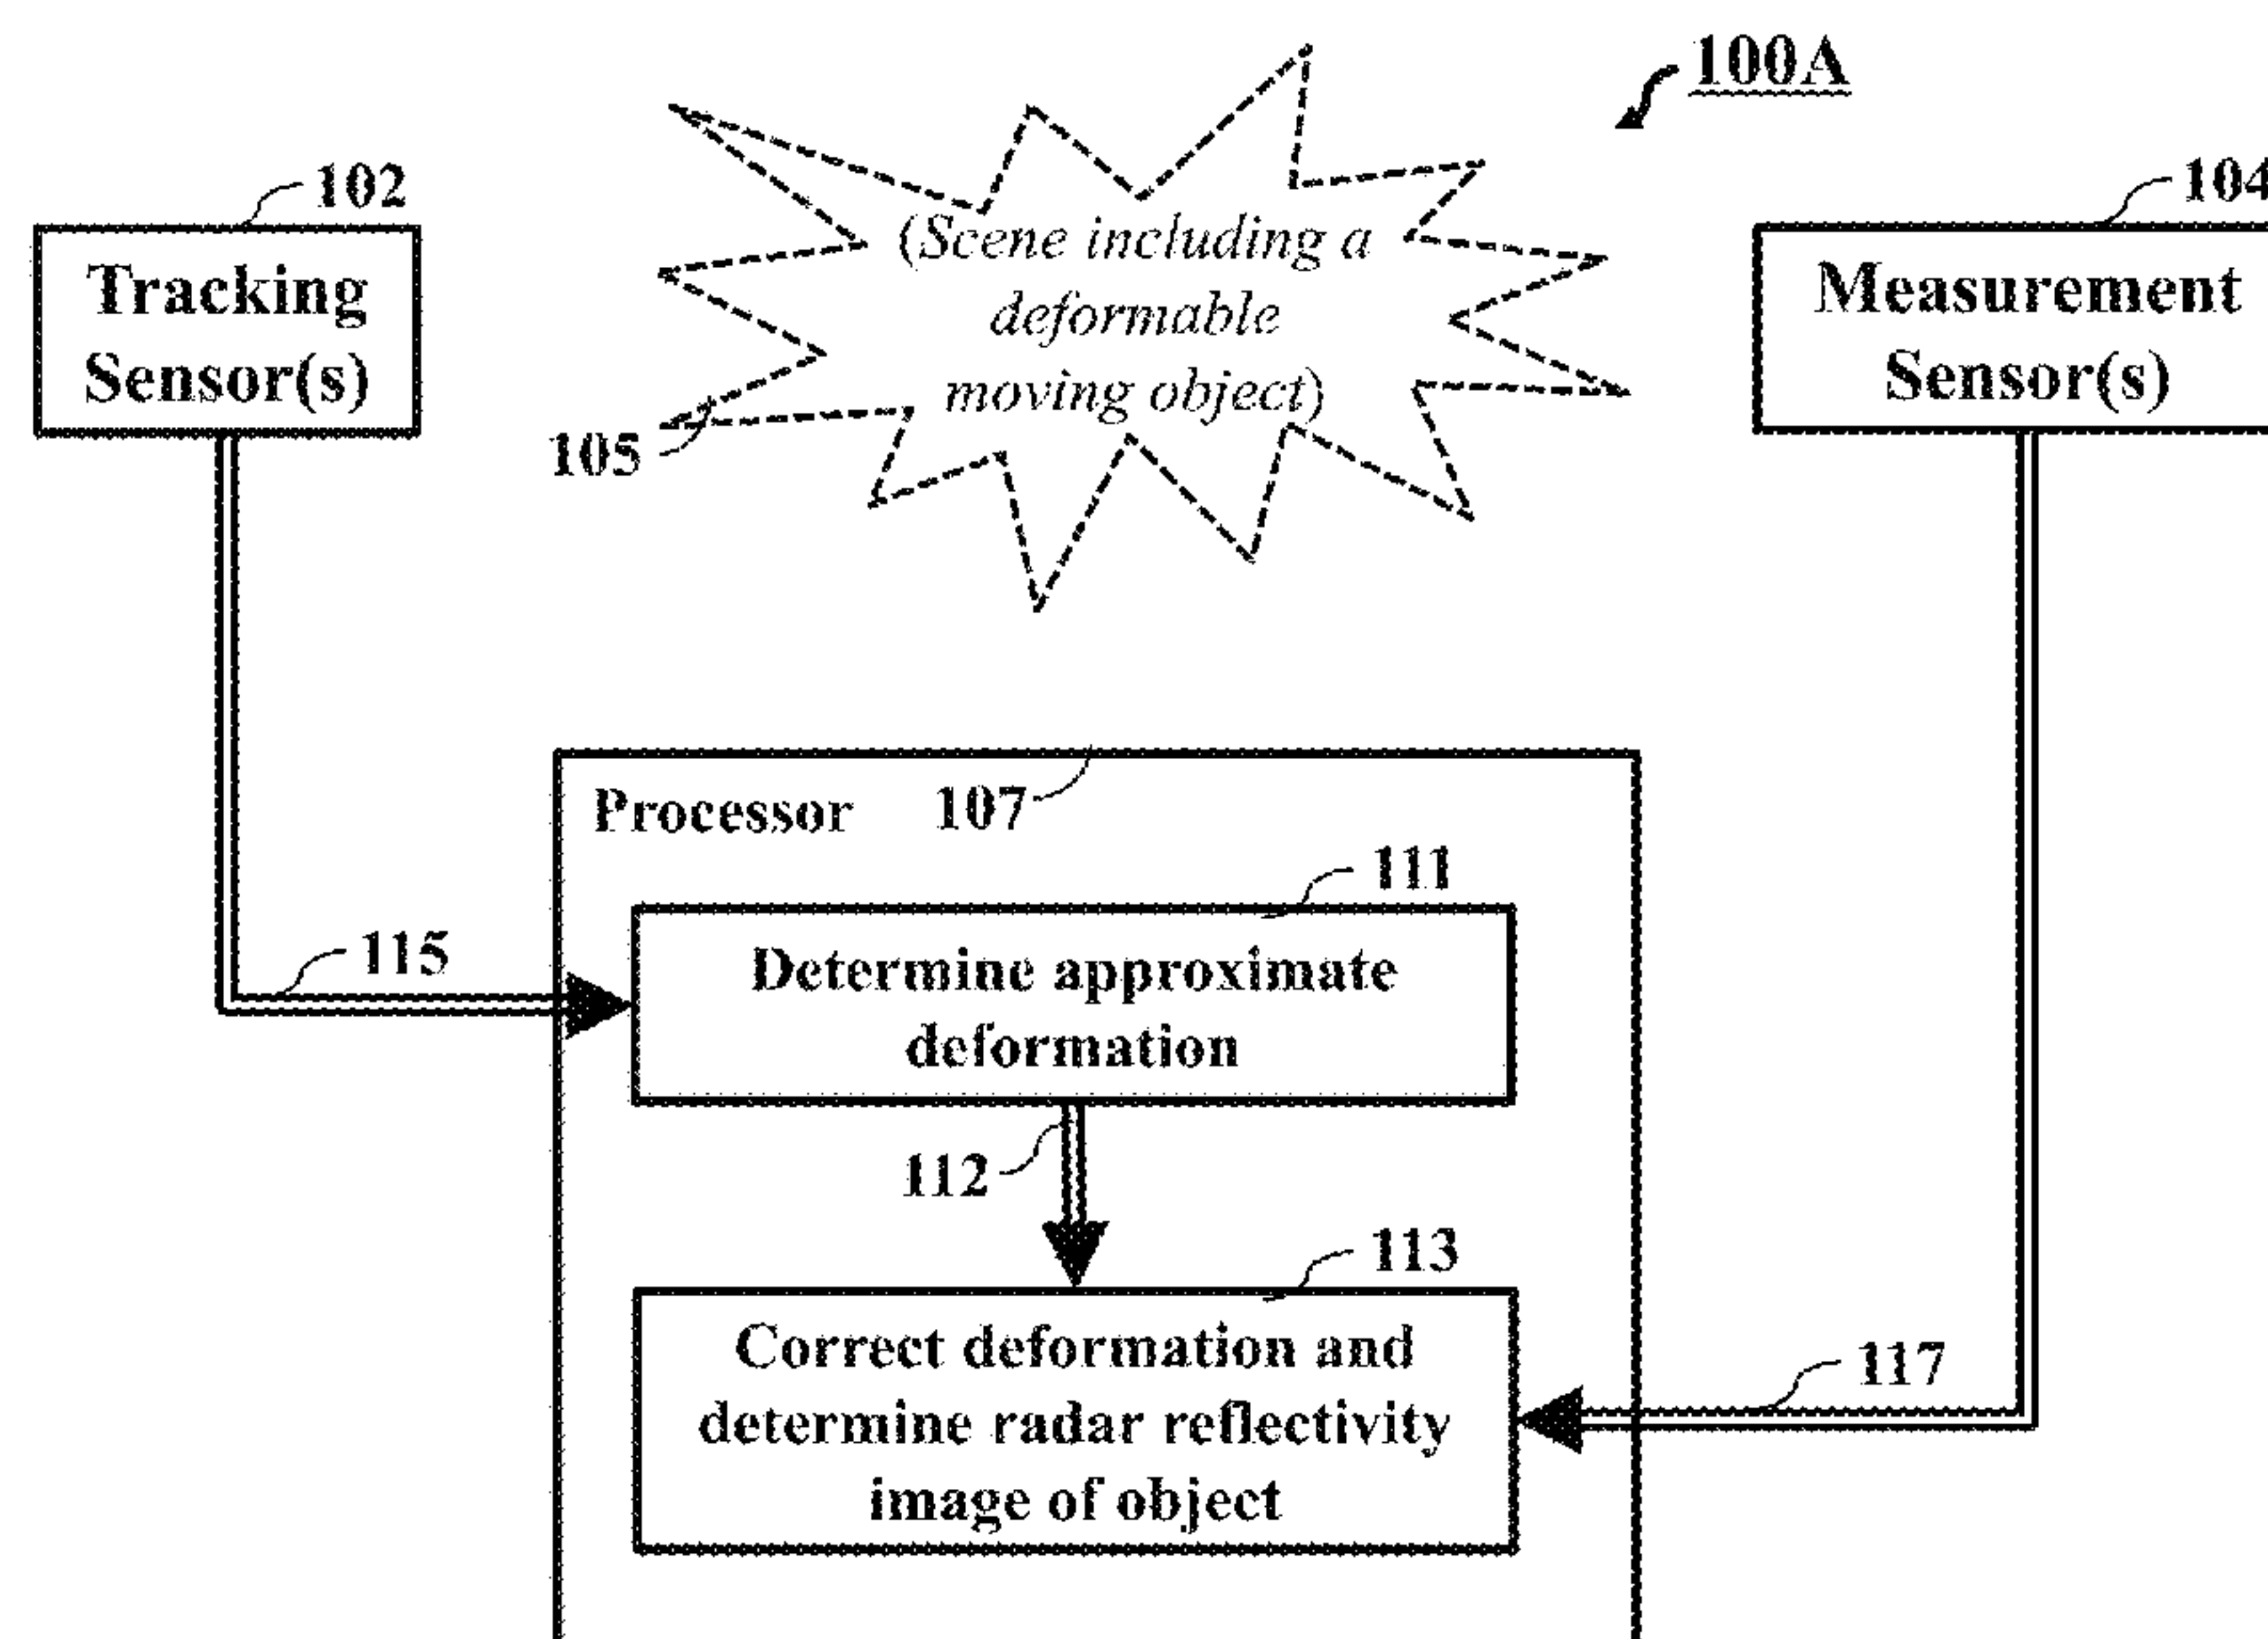 100A
102
104
Tracking
Sensor(s)
(Scene including a
deformable
moving object)
105
Measurement
Sensor(s)
Processor 107
111
Determine approximate
deformation
115
112
113
Correct deformation and
determine radar reflectivity
image of object
117